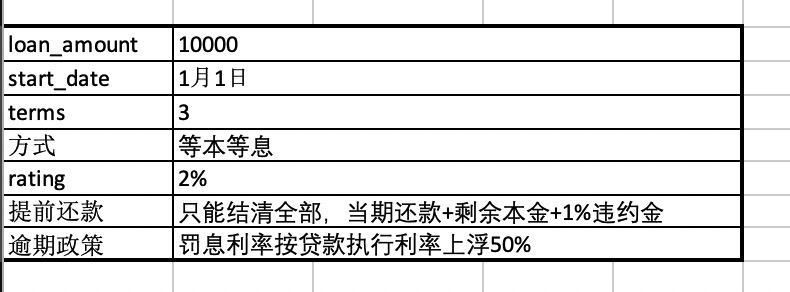 loan_amount 10000
start_date 1月1日
terms 3
方式 等本等息
rating 2%
提前还款 只能结清全部，当期还款+剩余本金+1%违约金
逾期政策 罚息利率按贷款执行利率上浮50%